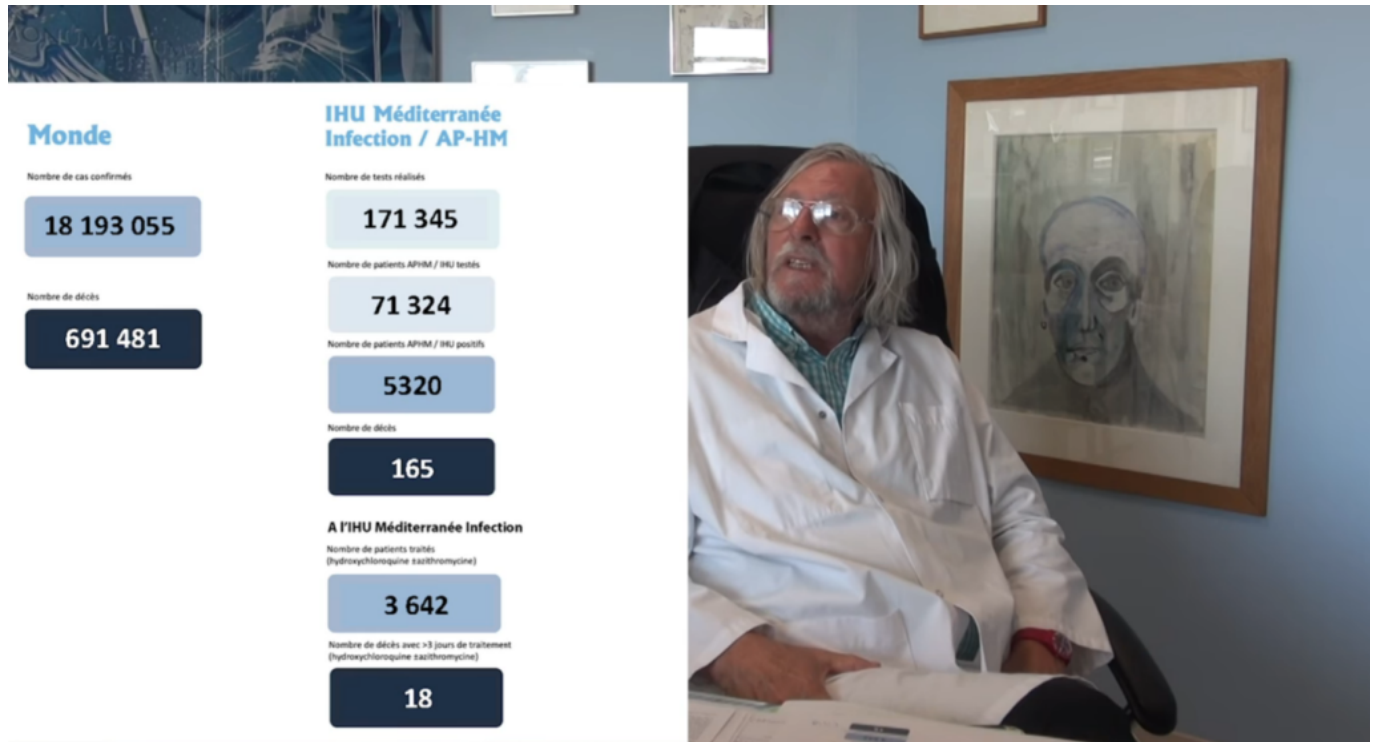 MONUMENTUM
Monde
Nombre de cas confirmés
18 193 055
Nombre de décès
691 481
IHU Méditerranée
Infection / AP-HM
Nombre de tests réalisés
171 345
Nombre de patients APHM / IHU testés
71 324
Nombre de patients APHM / IHU positifs
5320
Nombre de décès
165
A l'IHU Méditerranée Infection
Nombre de patients traités
(hydroxychloroquine ±azithromycine)
3 642
Nombre de décès avec >3 jours de traitement
(hydroxychloroquine ±azithromycine)
18